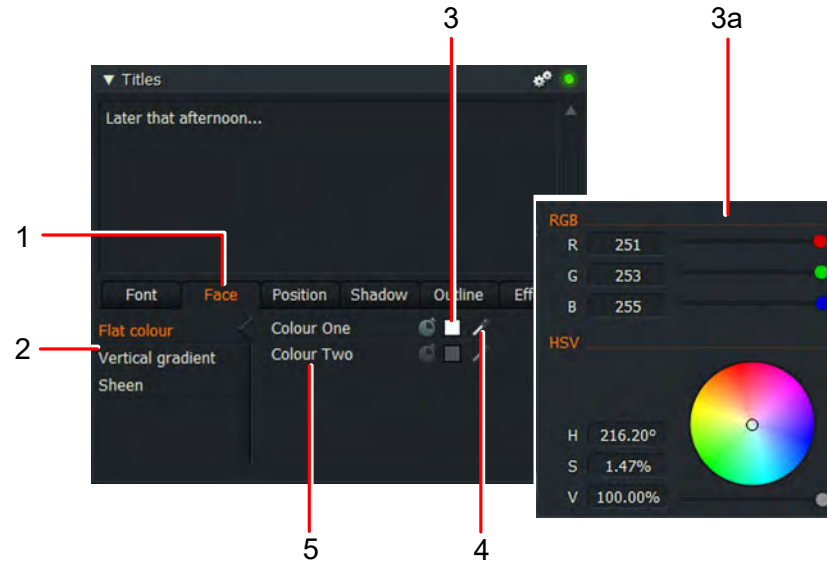 3 3a
Titles
Later that afternoon...
1
Font Face Position Shadow Outline Eff
2
Flat colour
Vertical gradient
Sheen
Colour One
Colour Two
RGB
R 251
G 253
B 255
HSV
H 216.20°
S 1.47%
V 100.00%
5 4